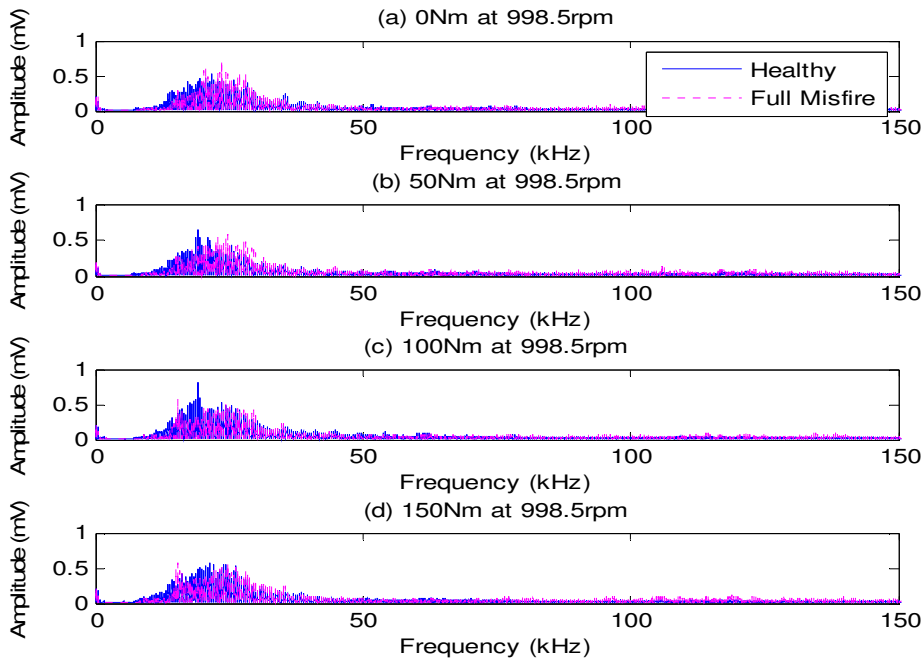 (a) 0Nm at 998.5rpm
Amplitude (mV)
1
0.5
0
0 50 100 150
Frequency (kHz)
Healthy
Full Misfire
(b) 50Nm at 998.5rpm
Amplitude (mV)
1
0.5
0
0 50 100 150
Frequency (kHz)
(c) 100Nm at 998.5rpm
Amplitude (mV)
1
0.5
0
0 50 100 150
Frequency (kHz)
(d) 150Nm at 998.5rpm
Amplitude (mV)
1
0.5
0
0 50 100 150
Frequency (kHz)